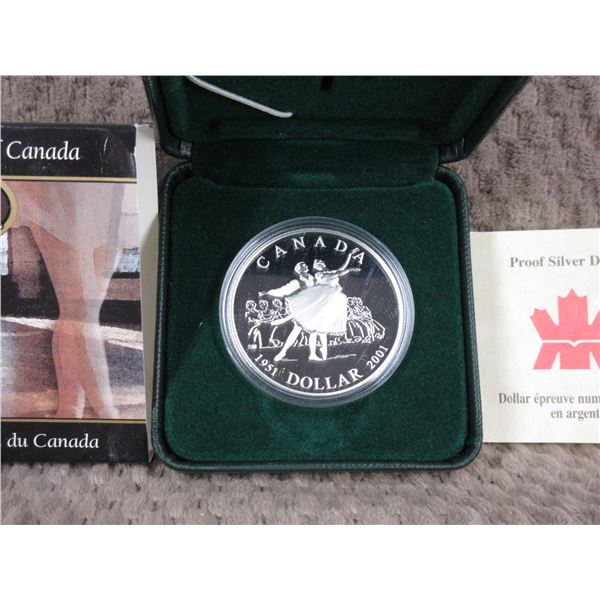 Canada
du Canada
CANADA
1951 DOLLAR 2001
Proof Silver D
Dollar épreuve num
en argent